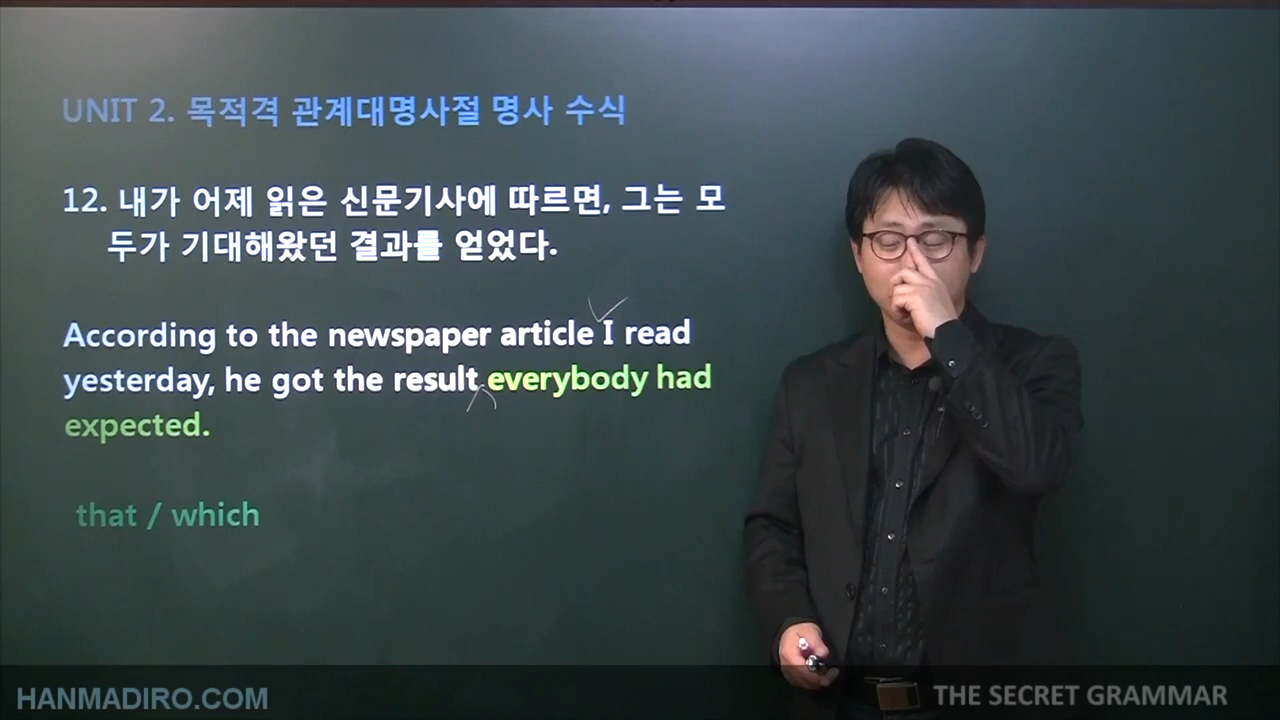 UNIT 2. 목적격 관계대명사절 명사 수식
12. 내가 어제 읽은 신문기사에 따르면, 그는 모
두가 기대해왔던 결과를 얻었다.
According to the newspaper article I read
yesterday, he got the result everybody had
expected.
that / which
HANMADIRO.COM
THE SECRET GRAMMAR